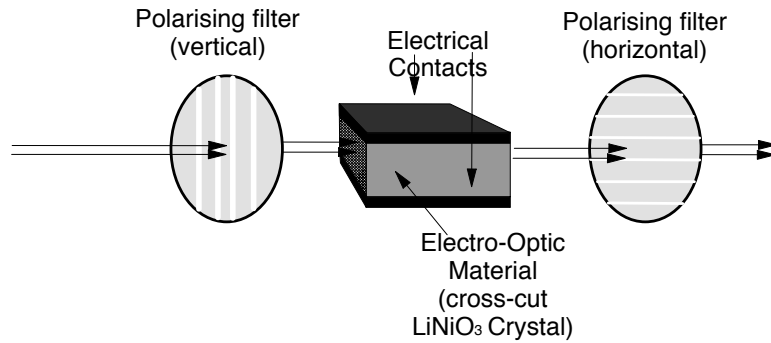 Polarising filter
(vertical)
Electrical
Contacts
Polarising filter
(horizontal)
Electro-Optic
Material
(cross-cut
LiNiO₃ Crystal)